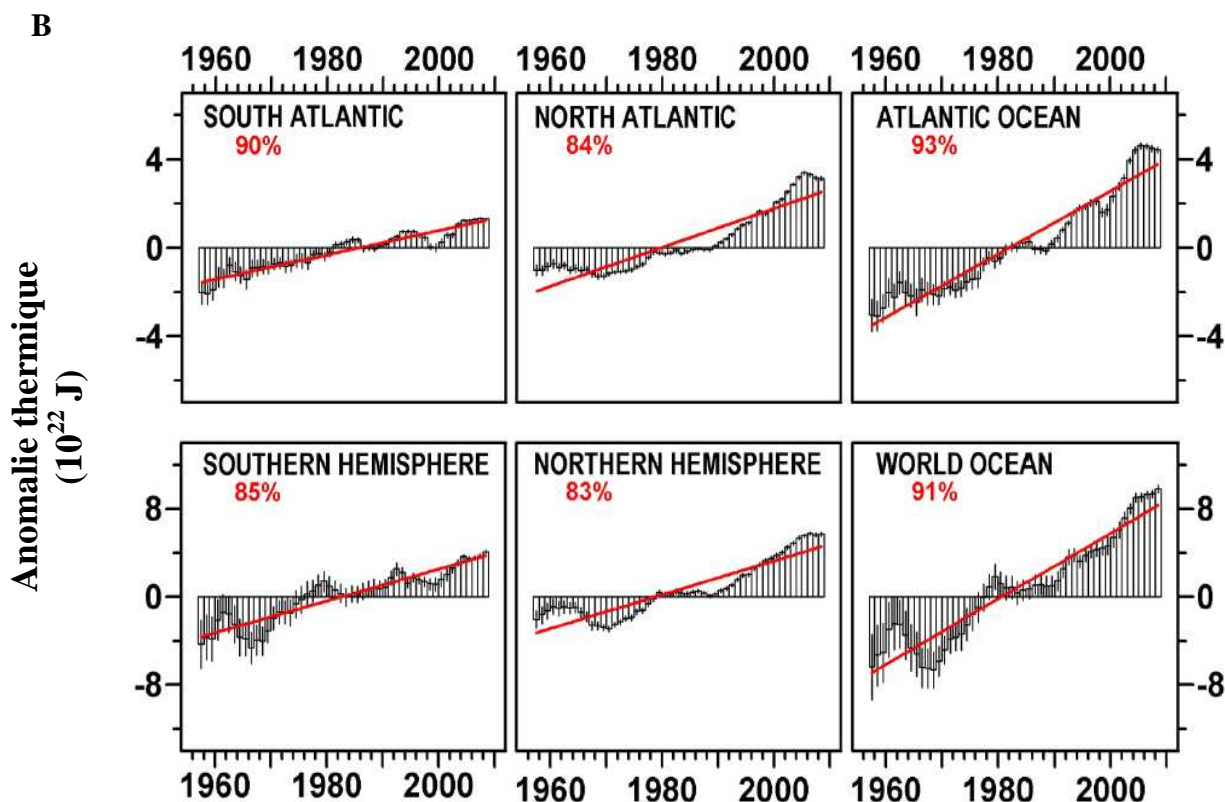 B
1960 1980 2000 1960 1980 2000 1960 1980 2000
SOUTH ATLANTIC NORTH ATLANTIC ATLANTIC OCEAN
90% 84% 93%
4 4
0 0
-4 -4
Anomalie thermique
(10²² J)
SOUTHERN HEMISPHERE NORTHERN HEMISPHERE WORLD OCEAN
85% 83% 91%
8 8
0 0
-8 -8
1960 1980 2000 1960 1980 2000 1960 1980 2000